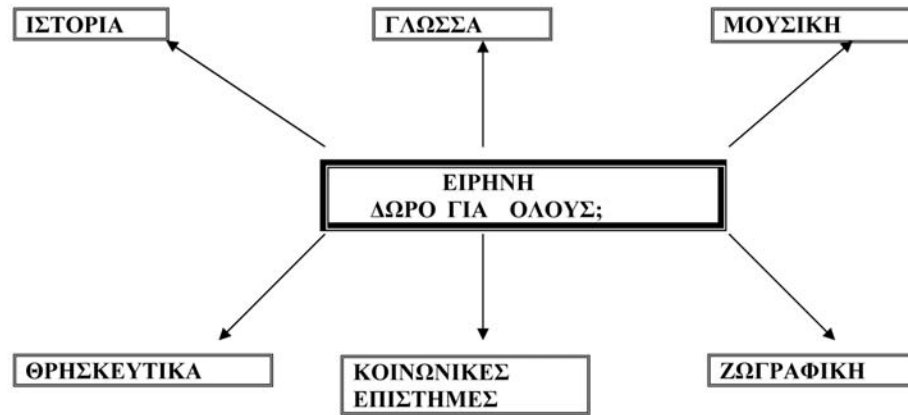 ΙΣΤΟΡΙΑ
ΓΛΩΣΣΑ
ΜΟΥΣΙΚΗ
ΕΙΡΗΝΗ
ΔΩΡΟ ΓΙΑ ΟΛΟΥΣ;
ΘΡΗΣΚΕΥΤΙΚΑ
ΚΟΙΝΩΝΙΚΕΣ
ΕΠΙΣΤΗΜΕΣ
ΖΩΓΡΑΦΙΚΗ